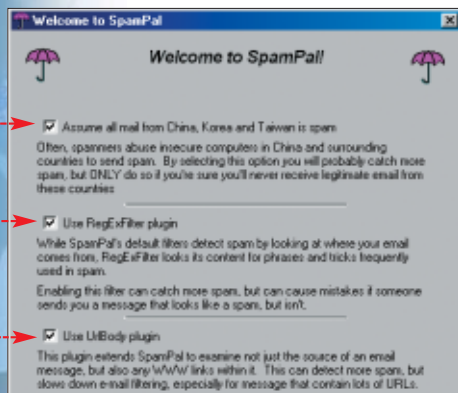 Welcome to SpamPal
Welcome to SpamPal!
Assume all mail from China, Korea and Taiwan is spam
Often, spammers abuse insecure computers in China and surrounding
countries to send spam. By selecting this option you will probably catch more
spam, but ONLY do so if you're sure you'll never receive legitimate email from
these countries
Use RegExFilter plugin
While SpamPal's default filters detect spam by looking at where your email
comes from, RegExFilter looks its content for phrases and tricks frequently
used in spam.
Enabling this filter can catch more spam, but can cause mistakes if someone
sends you a message that looks like a spam, but isn't.
Use UrlBody plugin
This plugin extends SpamPal to examine not just the source of an email
message, but also any WWW links within it. This can detect more spam, but
slows down e-mail filtering, especially for message that contain lots of URLs.